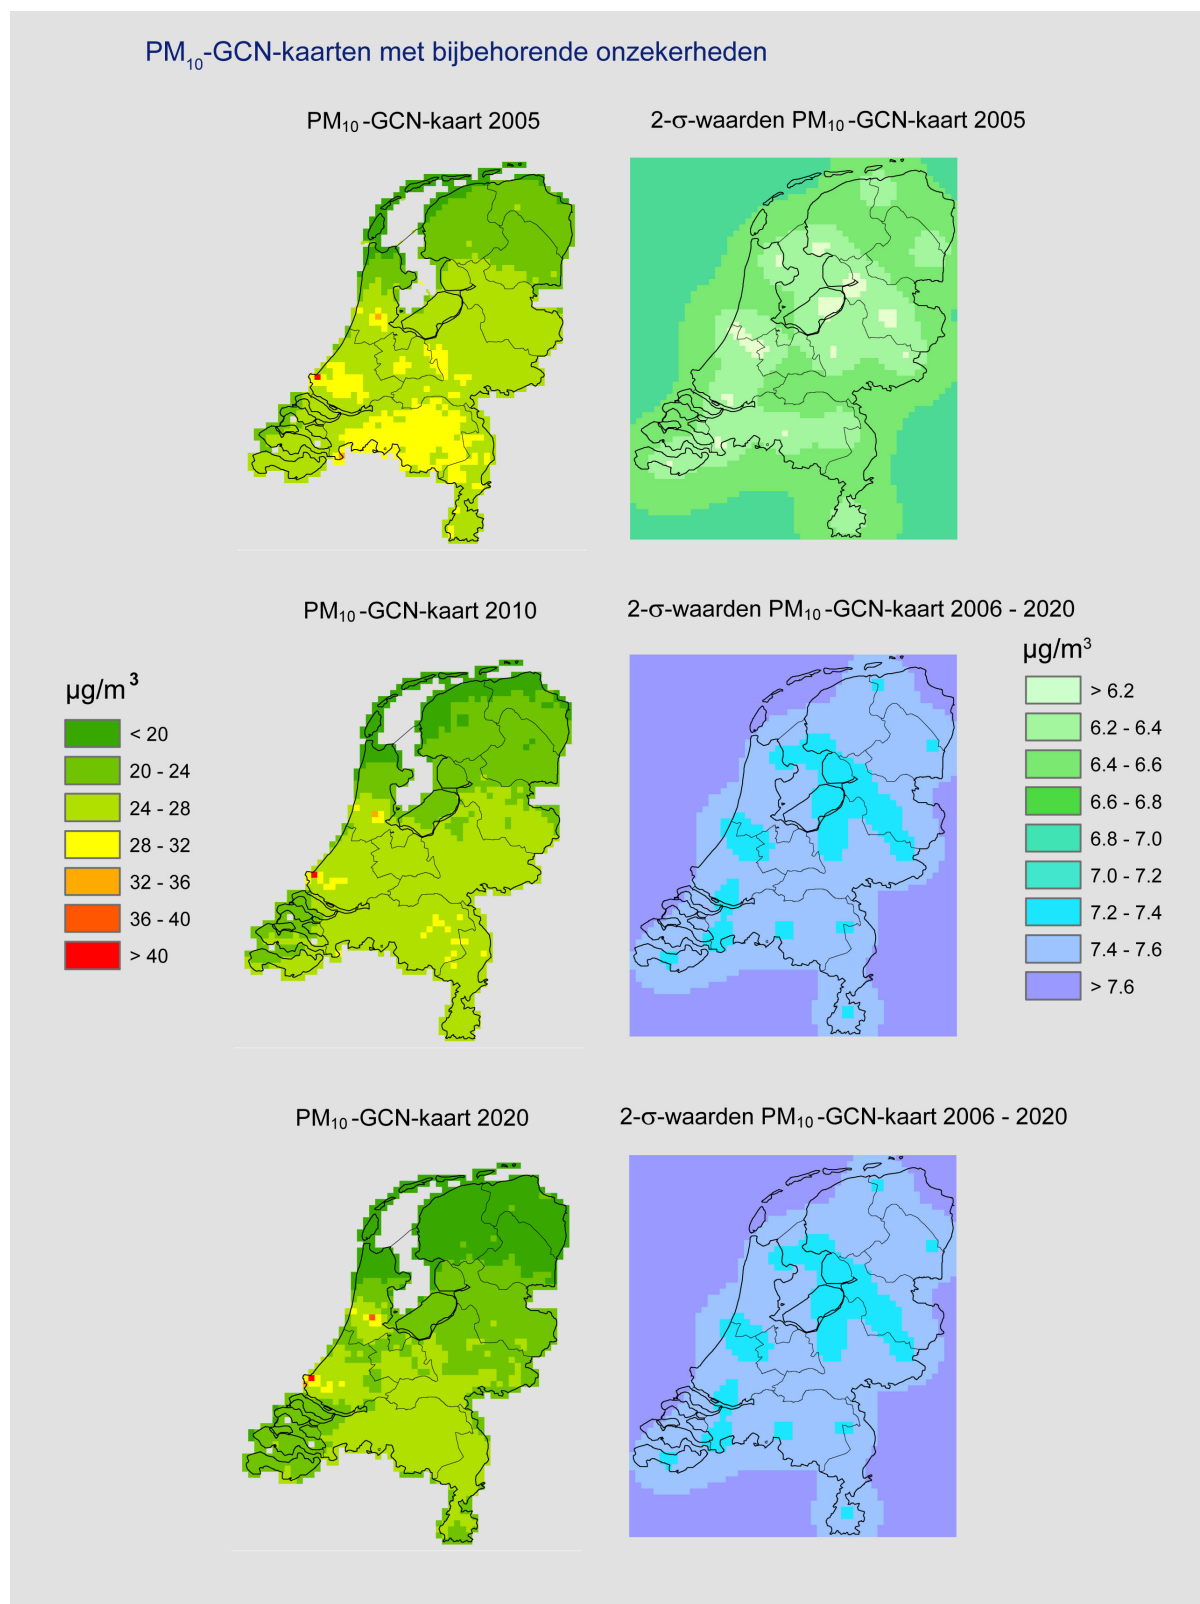 PM10-GCN-kaarten met bijbehorende onzekerheden
PM10-GCN-kaart 2005
2-σ-waarden PM10-GCN-kaart 2005
PM10-GCN-kaart 2010
2-σ-waarden PM10-GCN-kaart 2006 - 2020
µg/m³
< 20
20 - 24
24 - 28
28 - 32
32 - 36
36 - 40
> 40
µg/m³
> 6.2
6.2 - 6.4
6.4 - 6.6
6.6 - 6.8
6.8 - 7.0
7.0 - 7.2
7.2 - 7.4
7.4 - 7.6
> 7.6
PM10-GCN-kaart 2020
2-σ-waarden PM10-GCN-kaart 2006 - 2020